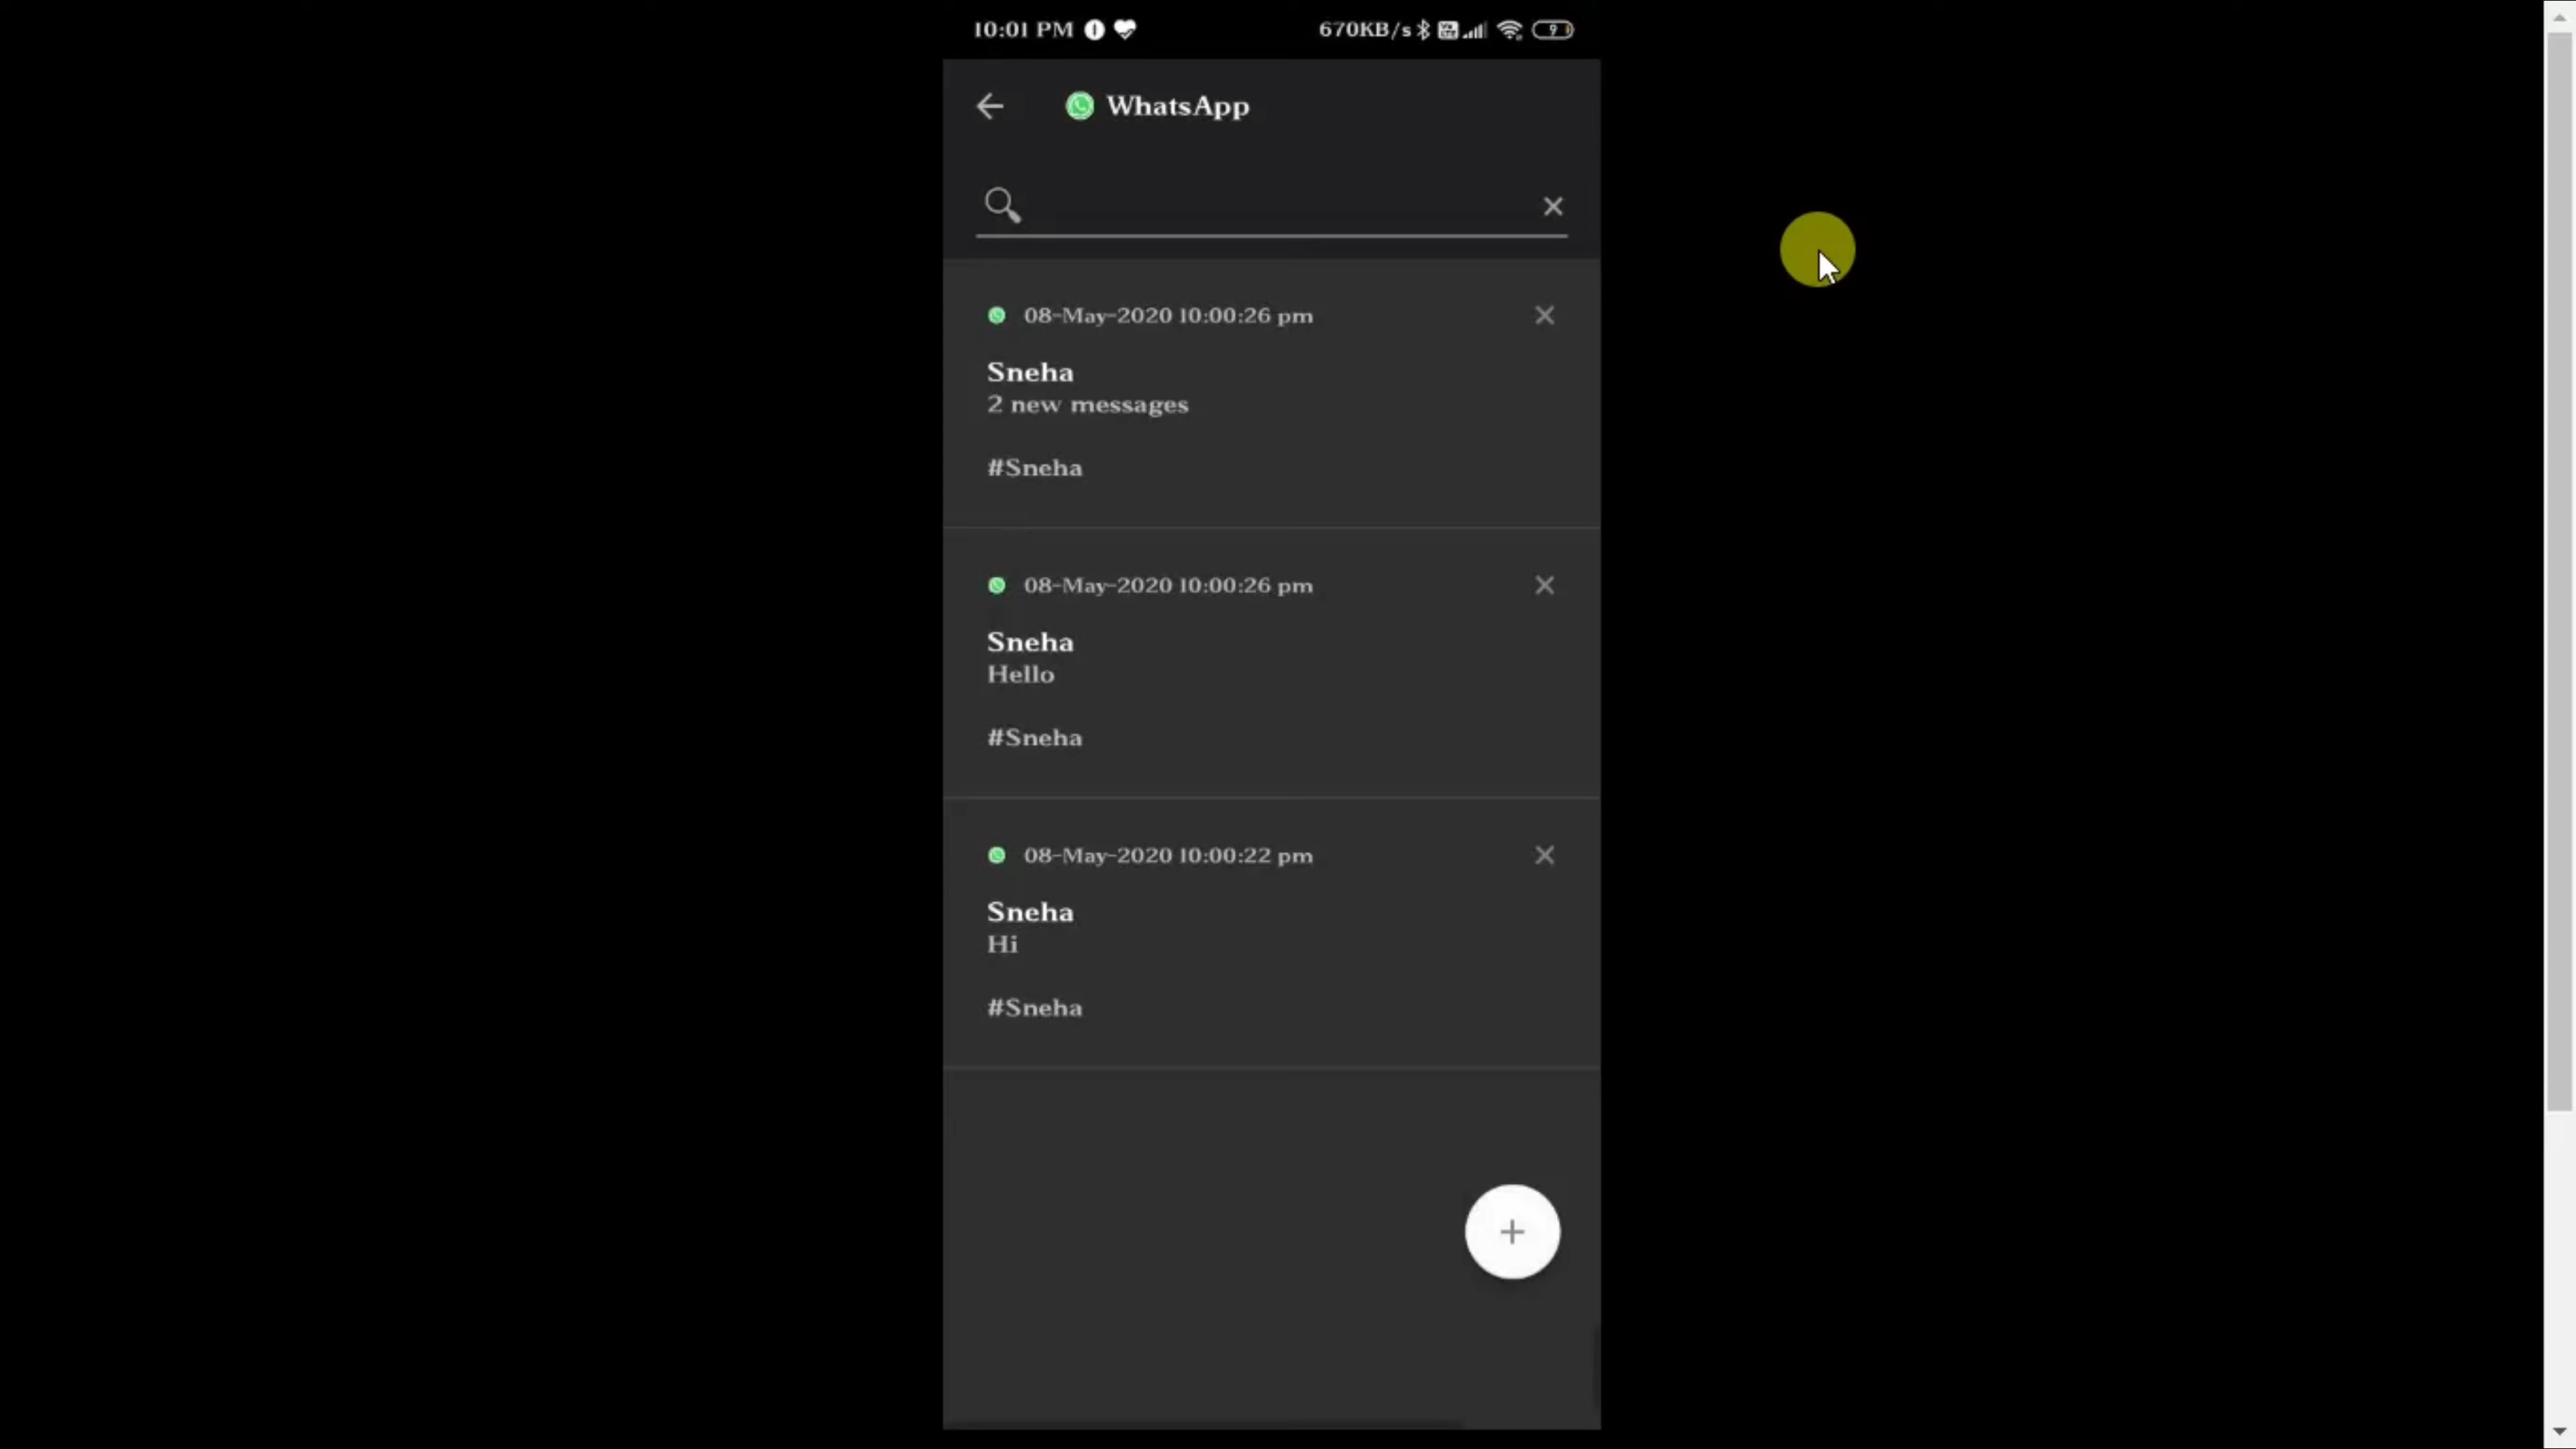 10:01 PM
670KB/s
9
WhatsApp
08-May-2020 10:00:26 pm
Sneha
2 new messages
#Sneha
08-May-2020 10:00:26 pm
Sneha
Hello
#Sneha
08-May-2020 10:00:22 pm
Sneha
Hi
#Sneha